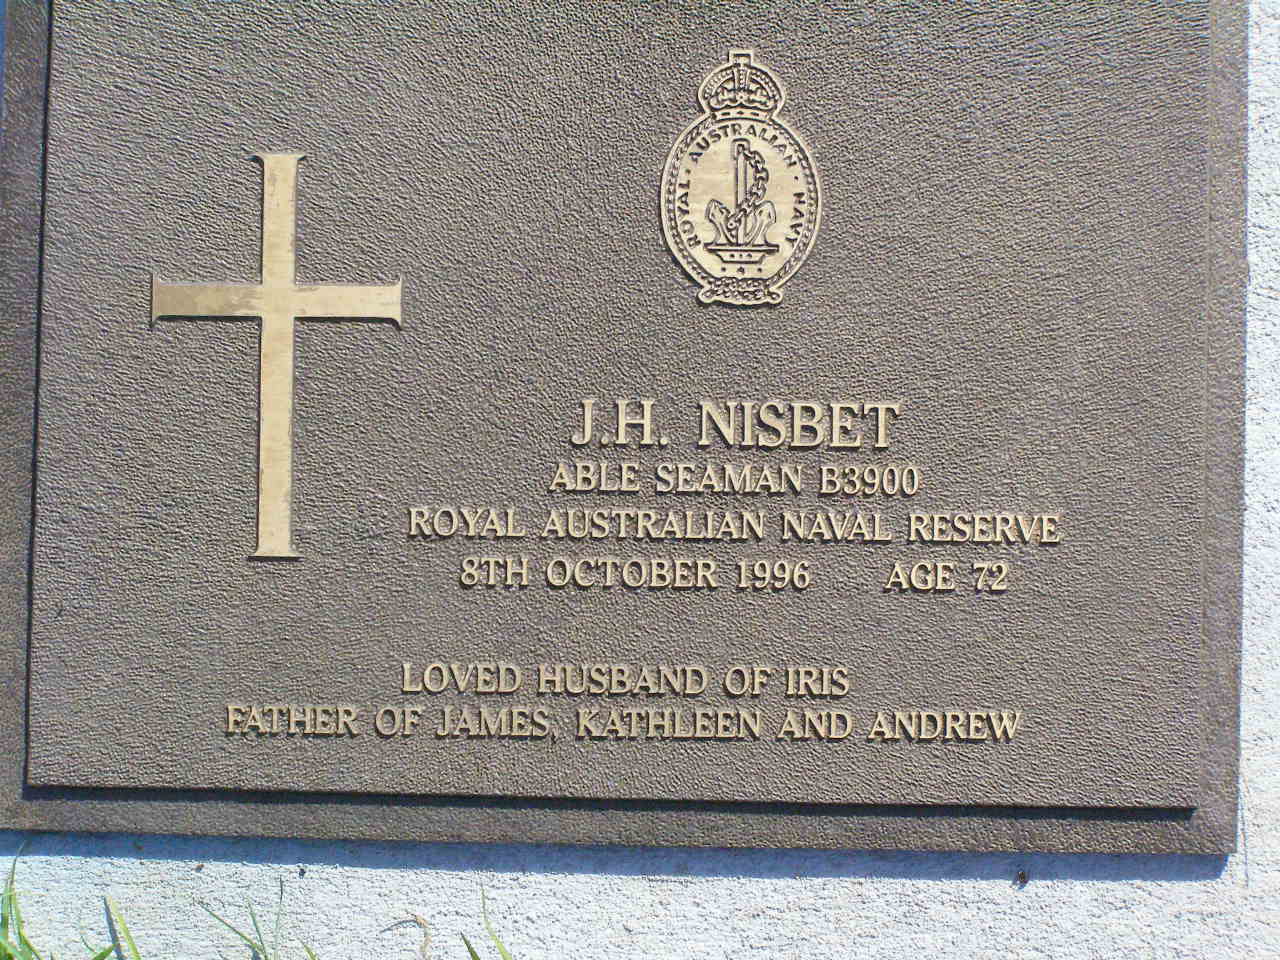 ROYAL · AUSTRALIAN · NAVY
J.H. NISBET
ABLE SEAMAN B3900
ROYAL AUSTRALIAN NAVAL RESERVE
8TH OCTOBER 1996 AGE 72
LOVED HUSBAND OF IRIS
FATHER OF JAMES, KATHLEEN AND ANDREW